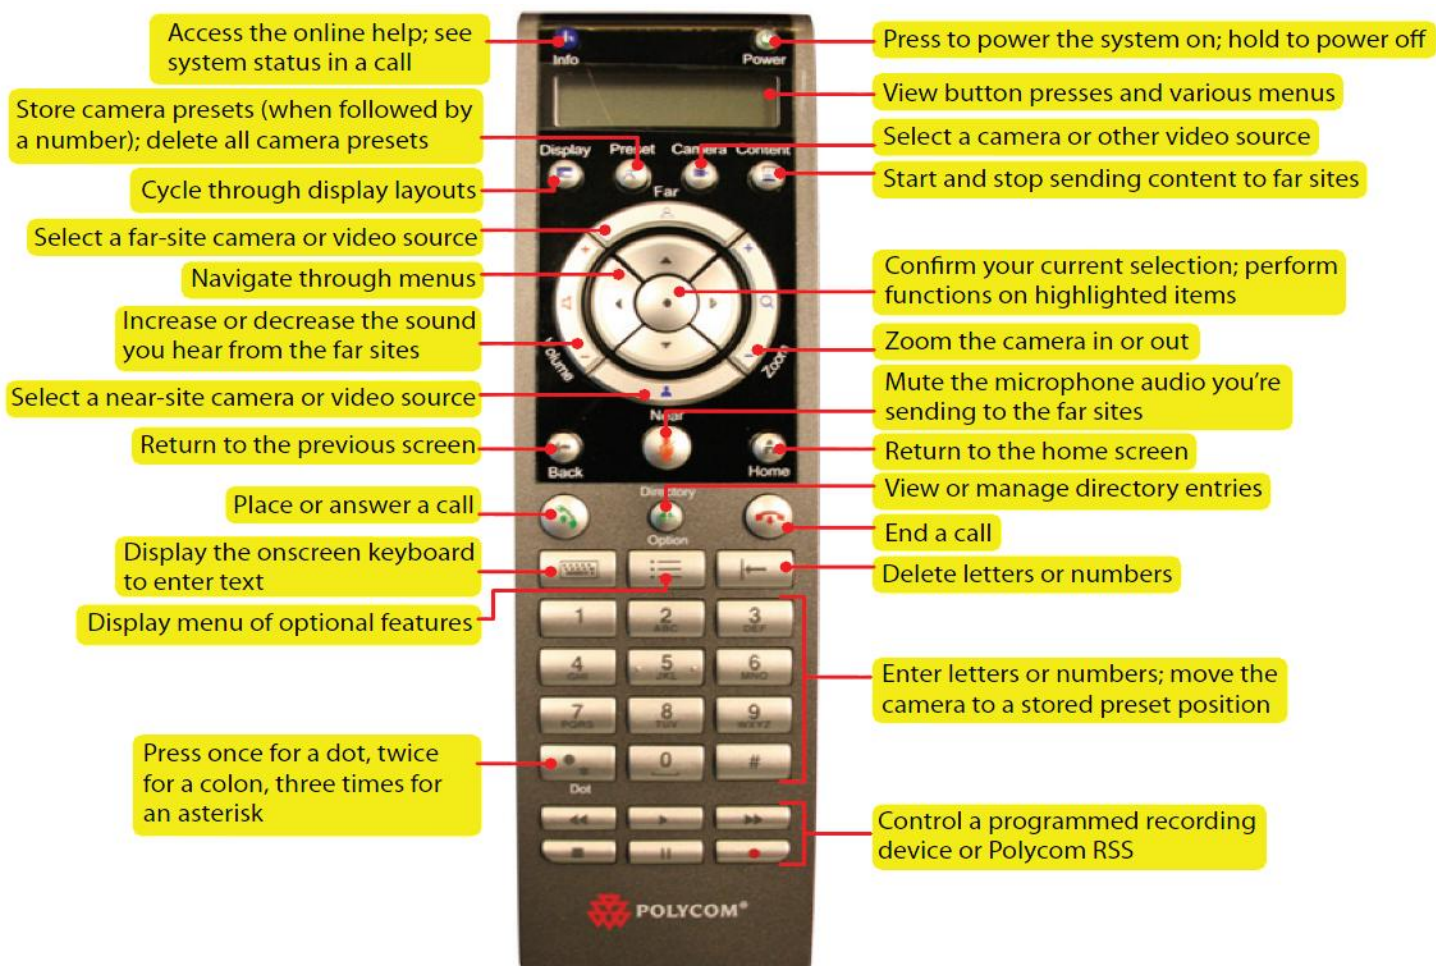 Access the online help; see
system status in a call
Store camera presets (when followed by
a number); delete all camera presets
Cycle through display layouts
Select a far-site camera or video source
Navigate through menus
Increase or decrease the sound
you hear from the far sites
Select a near-site camera or video source
Return to the previous screen
Place or answer a call
Display the onscreen keyboard
to enter text
Display menu of optional features
Press once for a dot, twice
for a colon, three times for
an asterisk
Info
Power
Display Preset Camera Content
Far
Volume
Zoom
Near
Back
Home
Directory
Option
1 2 3
ABC DEF
4 5 6
GHI JKL MNO
7 8 9
PQRS TUV WXYZ
0 #
Dot
POLYCOM®
Press to power the system on; hold to power off
View button presses and various menus
Select a camera or other video source
Start and stop sending content to far sites
Confirm your current selection; perform
functions on highlighted items
Zoom the camera in or out
Mute the microphone audio you're
sending to the far sites
Return to the home screen
View or manage directory entries
End a call
Delete letters or numbers
Enter letters or numbers; move the
camera to a stored preset position
Control a programmed recording
device or Polycom RSS